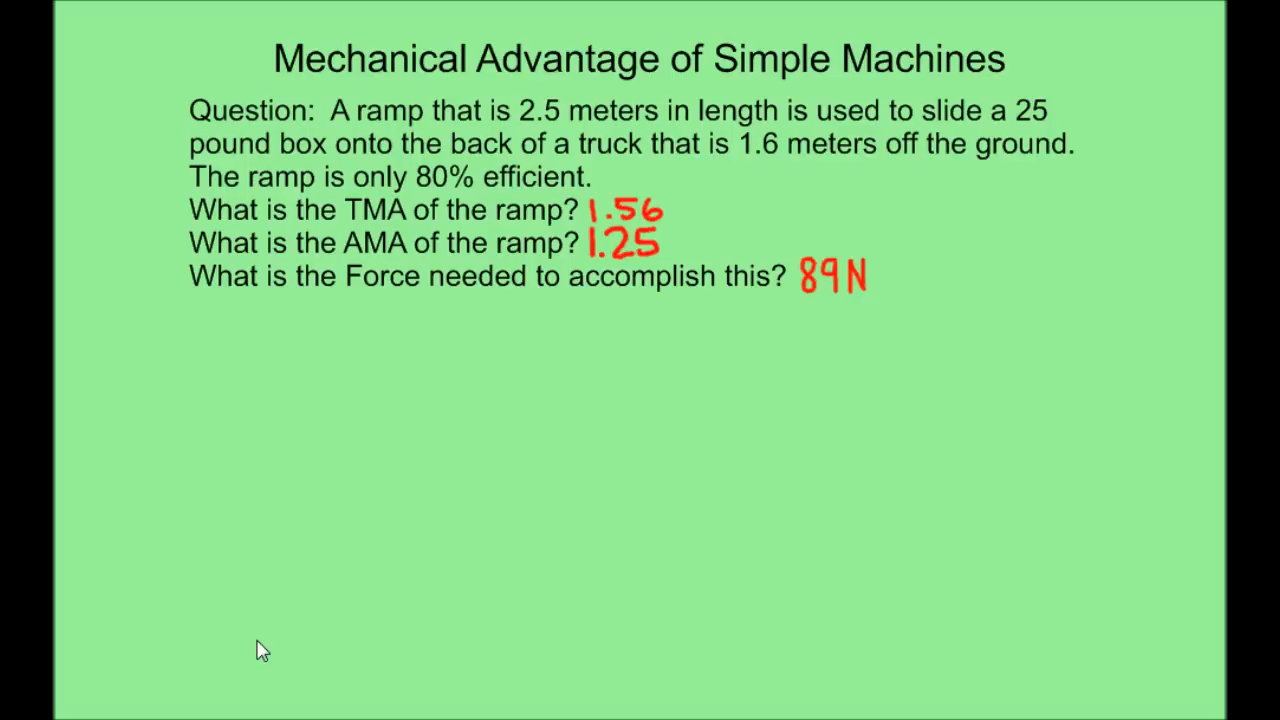 Mechanical Advantage of Simple Machines
Question: A ramp that is 2.5 meters in length is used to slide a 25
pound box onto the back of a truck that is 1.6 meters off the ground.
The ramp is only 80% efficient.
What is the TMA of the ramp? 1.56
What is the AMA of the ramp? 1.25
What is the Force needed to accomplish this? 89N